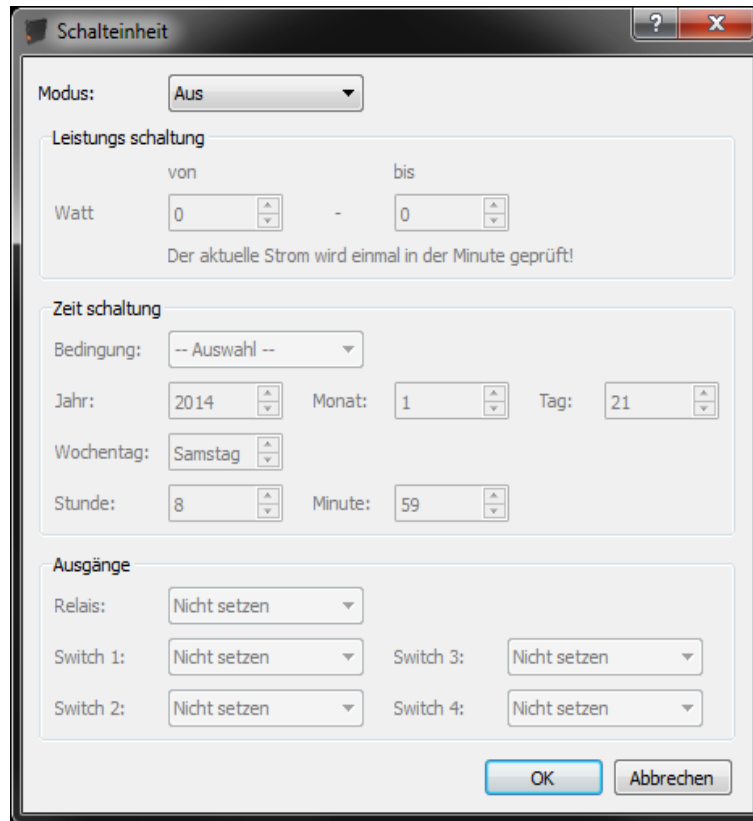 Schalteinheit
?
X
Modus: Aus
Leistungs schaltung
von bis
Watt 0 - 0
Der aktuelle Strom wird einmal in der Minute geprüft!
Zeit schaltung
Bedingung: -- Auswahl --
Jahr: 2014 Monat: 1 Tag: 21
Wochentag: Samstag
Stunde: 8 Minute: 59
Ausgänge
Relais: Nicht setzen
Switch 1: Nicht setzen Switch 3: Nicht setzen
Switch 2: Nicht setzen Switch 4: Nicht setzen
OK Abbrechen